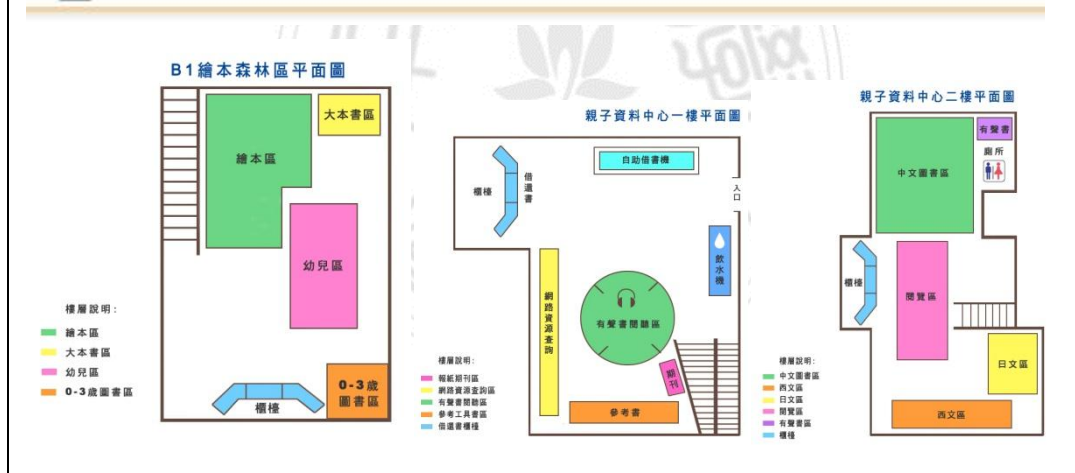 B1繪本森林區平面圖
大本書區
繪本區
幼兒區
樓層說明:
繪本區
大本書區
幼兒區
0-3歲圖書區
0-3歲
圖書區
櫃檯
親子資料中心一樓平面圖
自助借書機
櫃檯
借還書
入口
飲水機
網路資源查詢
有聲書閱聽區
期刊
參考書
樓層說明:
報紙期刊區
網路資源查詢區
有聲書閱聽區
參考工具書區
借還書櫃檯
親子資料中心二樓平面圖
有聲書
廁所
中文圖書區
櫃檯
閱覽區
日文區
西文區
樓層說明:
中文圖書區
西文區
日文區
閱覽區
有聲書區
櫃檯